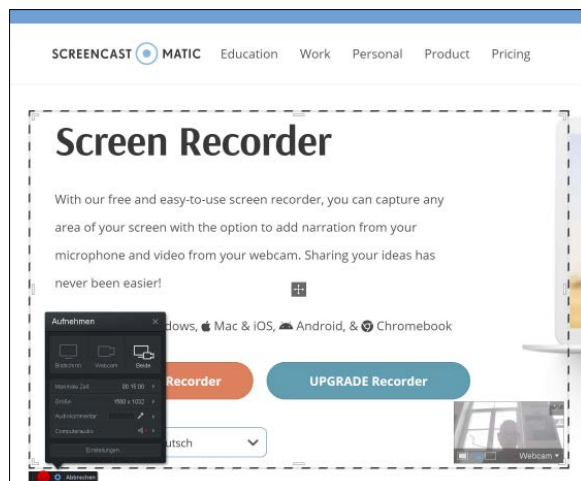 SCREENCAST MATIC Education Work Personal Product Pricing
Screen Recorder
With our free and easy-to-use screen recorder, you can capture any
area of your screen with the option to add narration from your
microphone and video from your webcam. Sharing your ideas has
never been easier!
dows, Mac & iOS, Android, & Chromebook
Recorder
UPGRADE Recorder
utsch
Aufnehmen
Bildschirm Webcam Beide
Maximale Zeit 00:15:00
Größe
Audiokommentar
Computeraudio
Einstellungen
Abbrechen
Webcam